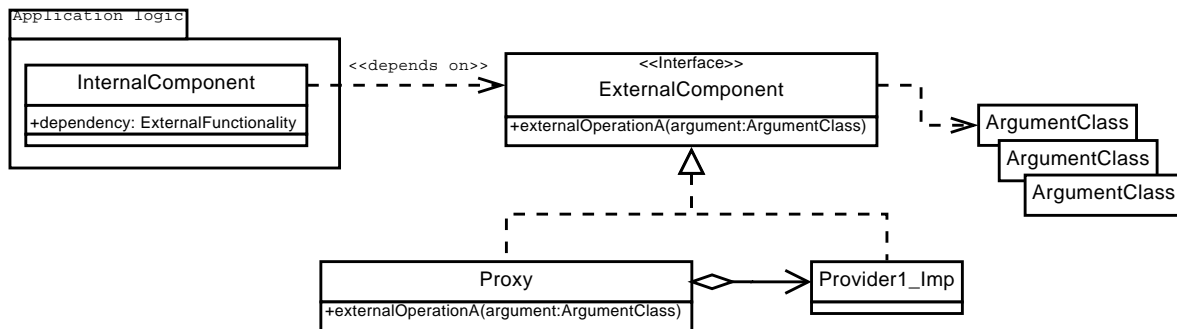 Application logic
InternalComponent
+dependency: ExternalFunctionality
<<depends on>>
<<Interface>>
ExternalComponent
+externalOperationA(argument:ArgumentClass)
ArgumentClass
ArgumentClass
ArgumentClass
Proxy
+externalOperationA(argument:ArgumentClass)
Provider1_Imp